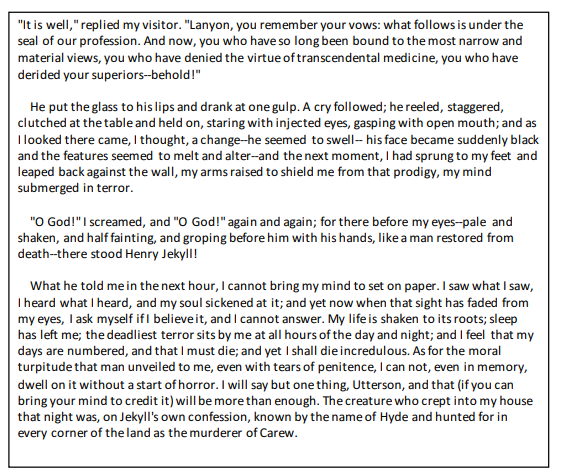 "It is well," replied my visitor. "Lanyon, you remember your vows: what follows is under the
seal of our profession. And now, you who have so long been bound to the most narrow and
material views, you who have denied the virtue of transcendental medicine, you who have
derided your superiors--behold!"
He put the glass to his lips and drank at one gulp. A cry followed; he reeled, staggered,
clutched at the table and held on, staring with injected eyes, gasping with open mouth; and as
I looked there came, I thought, a change--he seemed to swell-- his face became suddenly black
and the features seemed to melt and alter--and the next moment, I had sprung to my feet and
leaped back against the wall, my arms raised to shield me from that prodigy, my mind
submerged in terror.
"O God!" I screamed, and "O God!" again and again; for there before my eyes--pale and
shaken, and half fainting, and groping before him with his hands, like a man restored from
death--there stood Henry Jekyll!
What he told me in the next hour, I cannot bring my mind to set on paper. I saw what I saw,
I heard what I heard, and my soul sickened at it; and yet now when that sight has faded from
my eyes, I ask myself if I believe it, and I cannot answer. My life is shaken to its roots; sleep
has left me; the deadliest terror sits by me at all hours of the day and night; and I feel that my
days are numbered, and that I must die; and yet I shall die incredulous. As for the moral
turpitude that man unveiled to me, even with tears of penitence, I can not, even in memory,
dwell on it without a start of horror. I will say but one thing, Utterson, and that (if you can
bring your mind to credit it) will be more than enough. The creature who crept into my house
that night was, on Jekyll's own confession, known by the name of Hyde and hunted for in
every corner of the land as the murderer of Carew.